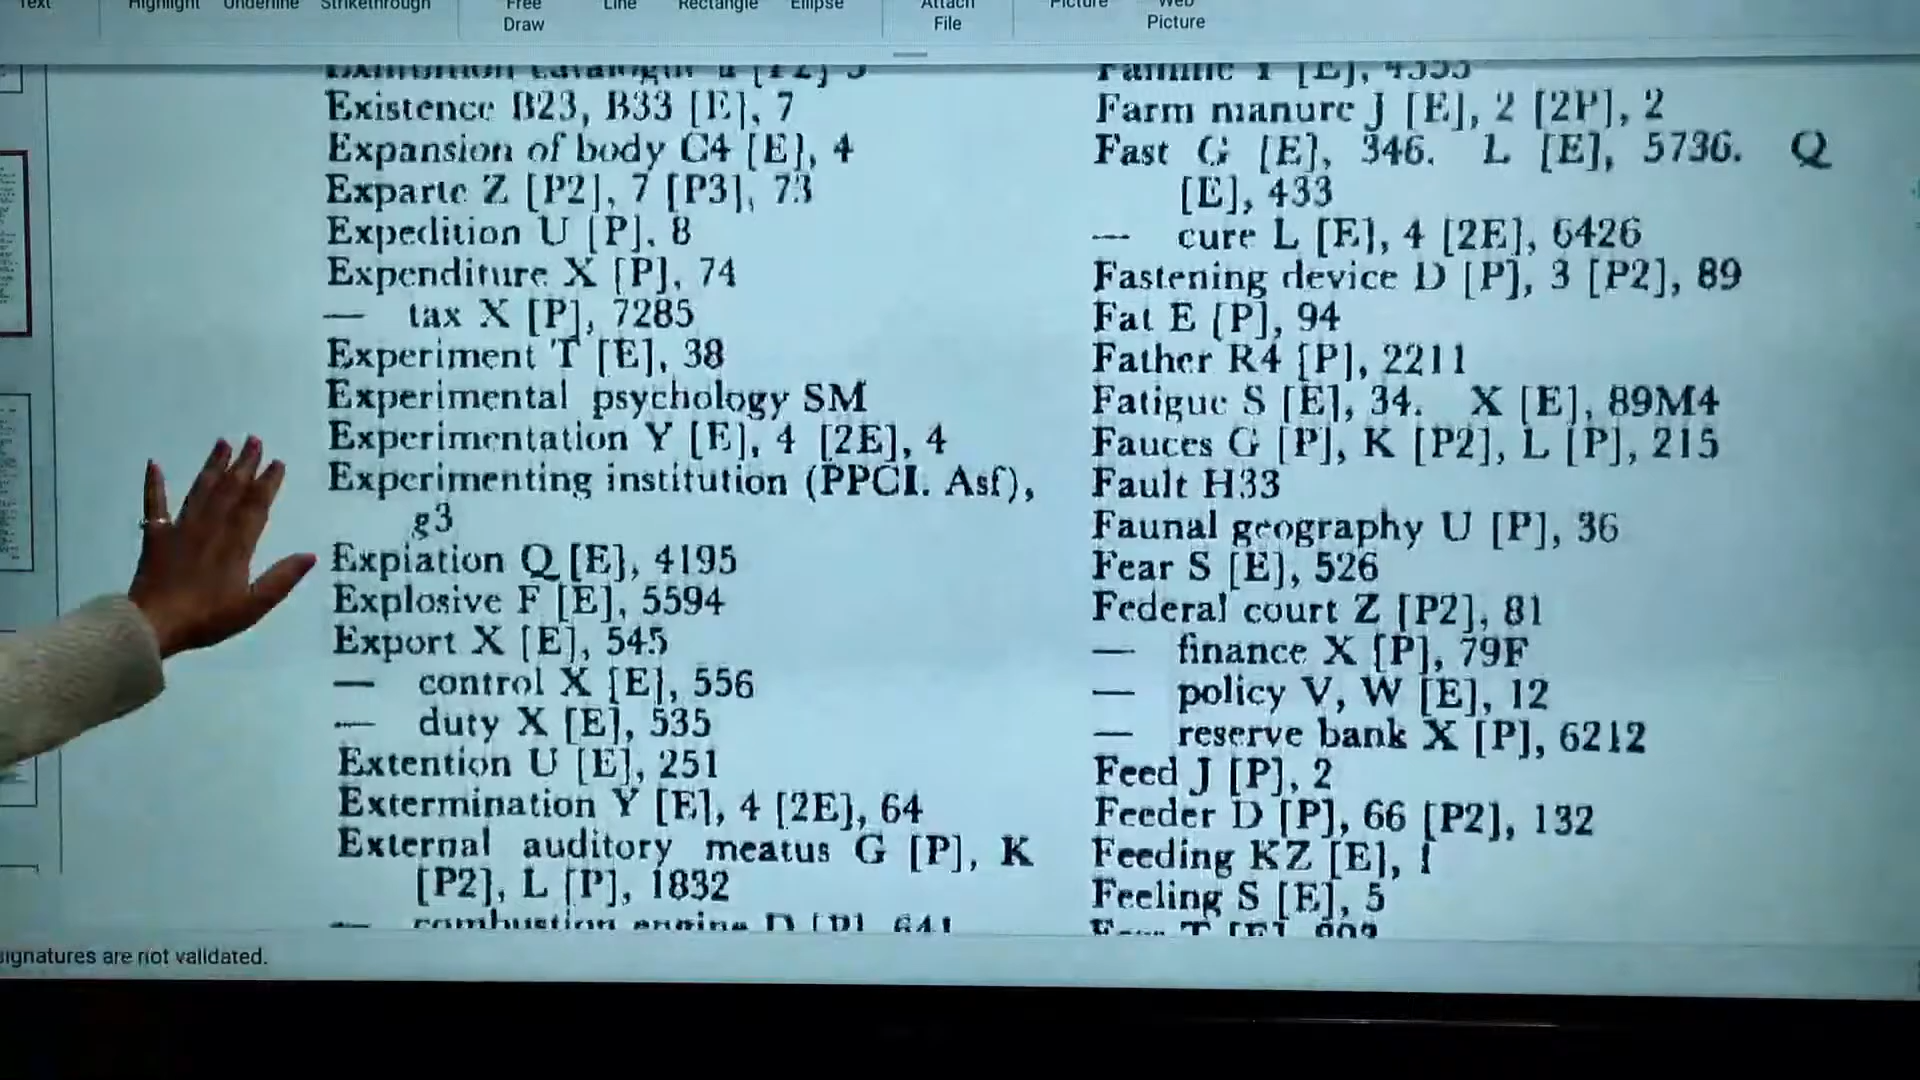 Text
Highlight
Underline
Strikethrough
Free
Draw
Line
Rectangle
Ellipse
Attach
File
Picture
Web
Picture
Existence B23, B33 [E], 7
Expansion of body C4 [E], 4
Exparte Z [P2], 7 [P3], 73
Expedition U [P], 8
Expenditure X [P], 74
— tax X [P], 7285
Experiment T [E], 38
Experimental psychology SM
Experimentation Y [E], 4 [2E], 4
Experimenting institution (PPCI. Asf),
g3
Expiation Q [E], 4195
Explosive F [E], 5594
Export X [E], 545
— control X [E], 556
— duty X [E], 535
Extention U [E], 251
Extermination Y [E], 4 [2E], 64
External auditory meatus G [P], K
[P2], L [P], 1832
— combustion engine D [P], 641
Famine Y [E], 4355
Farm manure J [E], 2 [2P], 2
Fast G [E], 346. L [E], 5736. Q
[E], 433
— cure L [E], 4 [2E], 6426
Fastening device D [P], 3 [P2], 89
Fat E [P], 94
Father R4 [P], 2211
Fatigue S [E], 34. X [E], 89M4
Fauces G [P], K [P2], L [P], 215
Fault H33
Faunal geography U [P], 36
Fear S [E], 526
Federal court Z [P2], 81
— finance X [P], 79F
— policy V, W [E], 12
— reserve bank X [P], 6212
Feed J [P], 2
Feeder D [P], 66 [P2], 132
Feeding KZ [E], 1
Feeling S [E], 5
signatures are not validated.